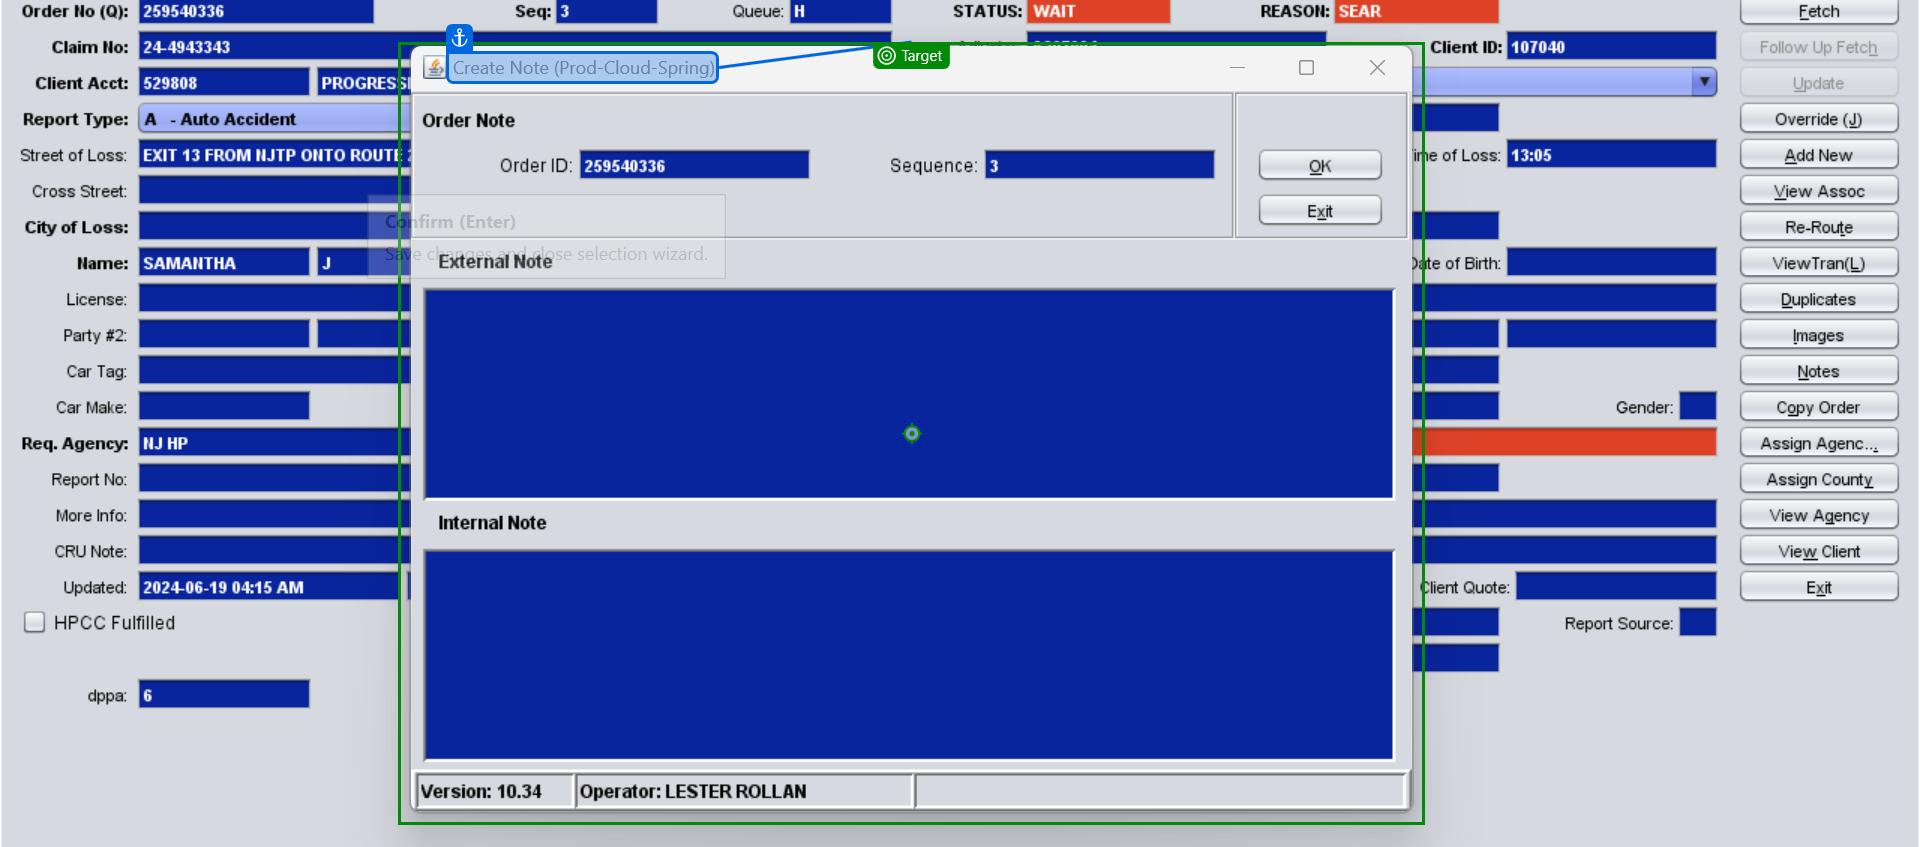 Order No (Q): 259540336 Seq: 3 Queue: H STATUS: WAIT REASON: SEAR Fetch
Claim No: 24-4943343 Client ID: 107040 Follow Up Fetch
Create Note (Prod-Cloud-Spring) Target
Client Acct: 529808 Update
Report Type: A - Auto Accident Override (J)
Order Note
Street of Loss: EXIT 13 FROM NJTP ONTO ROUTE of Loss: 13:05 Add New
Order ID: 259540336 Sequence: 3 OK
Cross Street: View Assoc
Exit
Confirm (Enter)
City of Loss: Re-Route
Save changes and close selection wizard.
External Note
Name: SAMANTHA J Date of Birth: ViewTran(L)
License: Duplicates
Party #2: Images
Car Tag: Notes
Car Make: Gender: Copy Order
Req. Agency: NJ HP Assign Agenc...
Report No: Assign County
More Info: View Agency
Internal Note
CRU Note: View Client
Updated: 2024-06-19 04:15 AM Client Quote: Exit
HPCC Fulfilled Report Source:
dppa: 6
Version: 10.34 Operator: LESTER ROLLAN